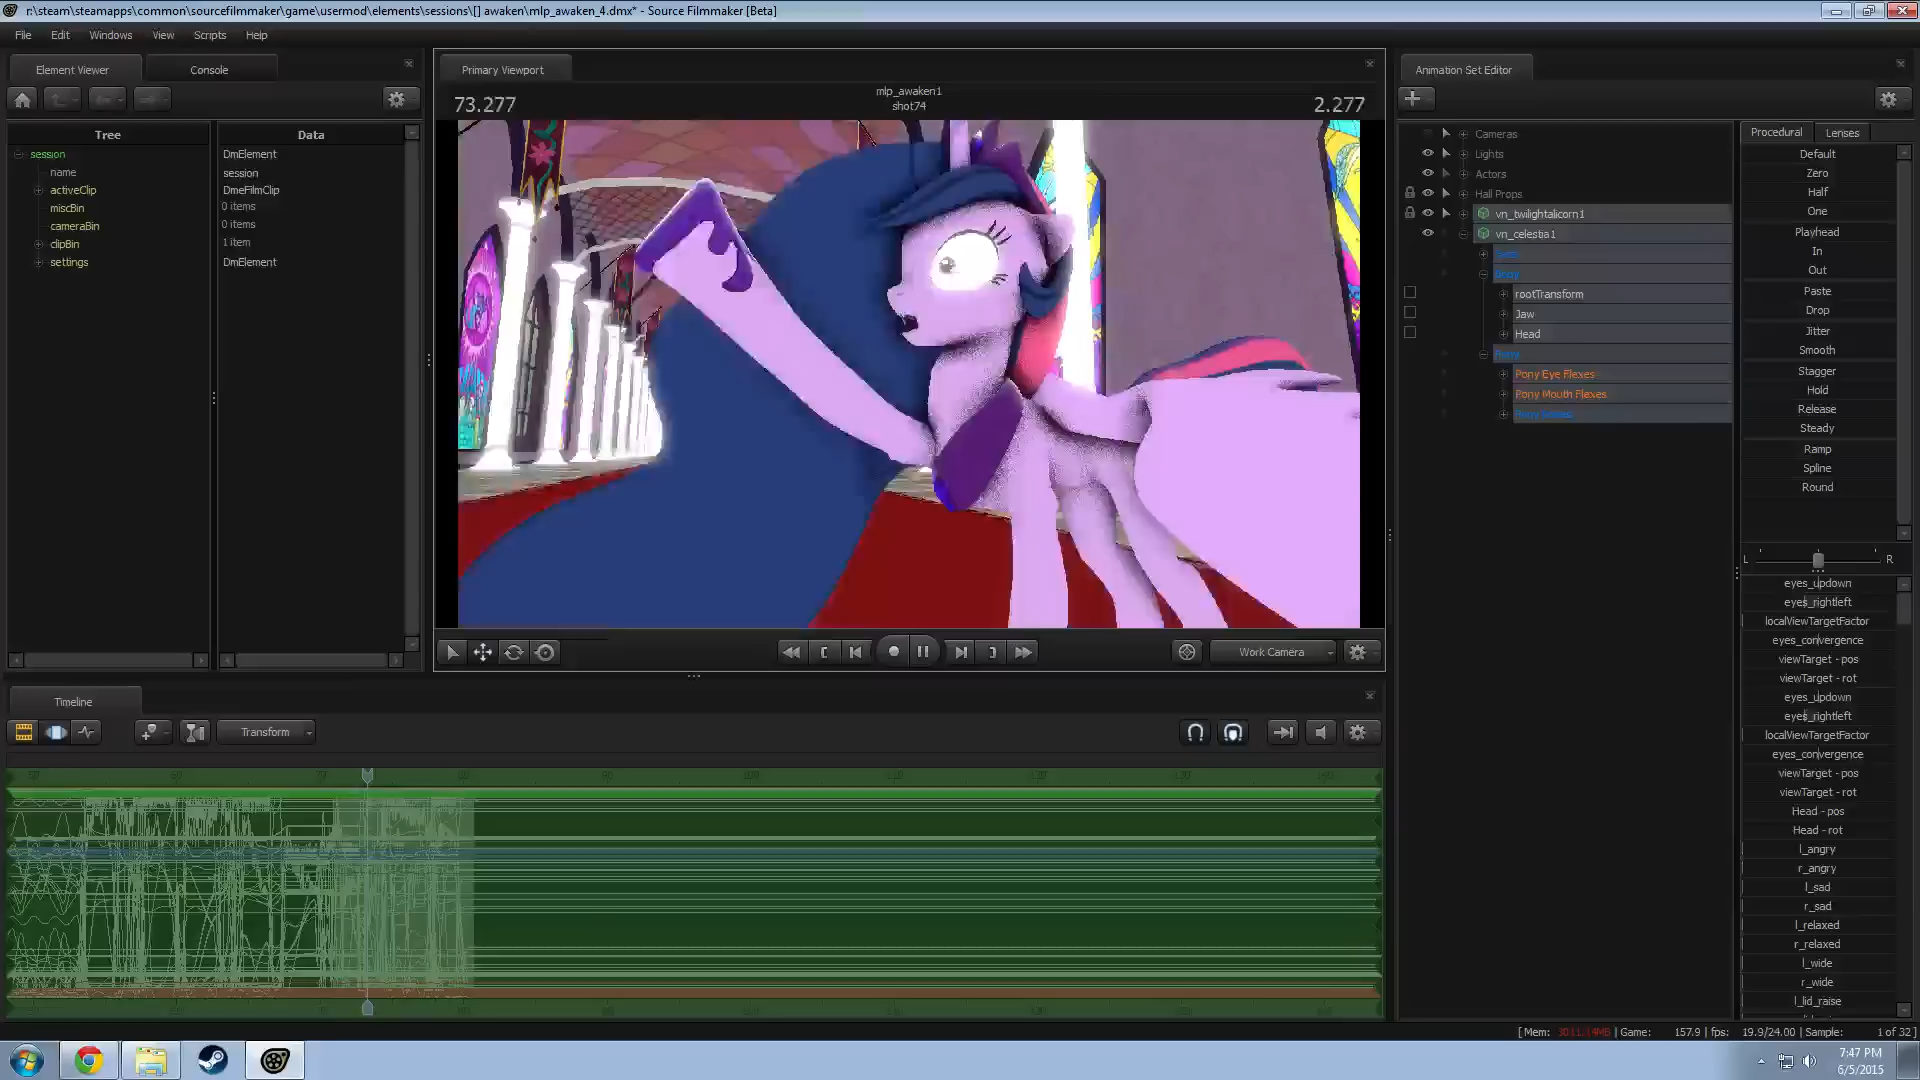 r:\steam\steamapps\common\sourcefilmmaker\game\usermod\elements\sessions\[] awaken\mlp_awaken_4.dmx* - Source Filmmaker [Beta]
File Edit Windows View Scripts Help
Element Viewer Console
Primary Viewport
Animation Set Editor
73.277
mlp_awaken1
shot74
2.277
Tree Data
session DmElement
name session
activeClip DmeFilmClip
miscBin 0 items
cameraBin 0 items
clipBin 1 item
settings DmElement
Cameras
Lights
Actors
Hall Props
vn_twilightalicorn1
vn_celestia1
Body
rootTransform
Jaw
Head
Pony Eye Flexes
Pony Mouth Flexes
Procedural Lenses
Default
Zero
Half
One
Playhead
In
Out
Paste
Drop
Jitter
Smooth
Stagger
Hold
Release
Steady
Ramp
Spline
Round
L R
eyes_updown
eyes_rightleft
localViewTargetFactor
eyes_convergence
viewTarget - pos
viewTarget - rot
eyes_updown
eyes_rightleft
localViewTargetFactor
eyes_convergence
viewTarget - pos
viewTarget - rot
Head - pos
Head - rot
l_angry
r_angry
l_sad
r_sad
l_relaxed
r_relaxed
l_wide
r_wide
l_lid_raise
Work Camera
Timeline
Transform
[ Mem: 3011.14MB | Game: 157.9 | fps: 19.9/24.00 | Sample: 1 of 32 ]
7:47 PM
6/5/2015